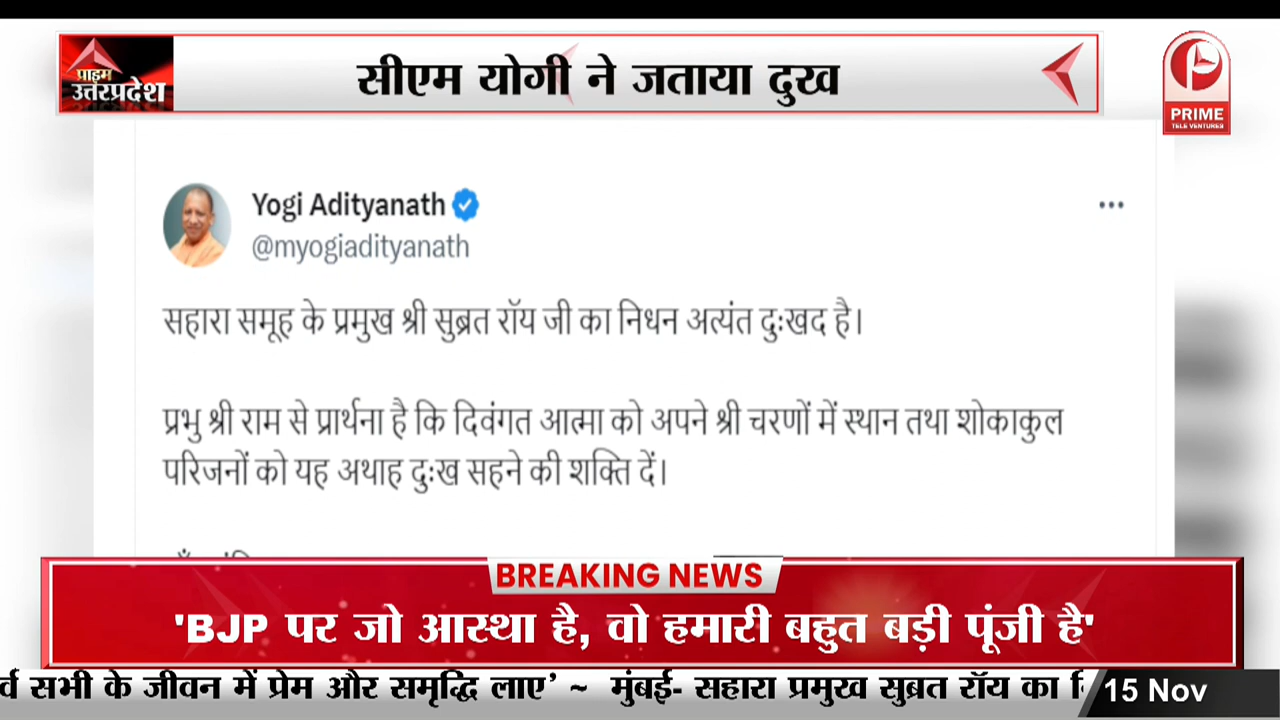 प्राइम
उत्तरप्रदेश
सीएम योगी ने जताया दुख
PRIME
TELE VENTURES
Yogi Adityanath
@myogiadityanath
सहारा समूह के प्रमुख श्री सुब्रत रॉय जी का निधन अत्यंत दुःखद है।
प्रभु श्री राम से प्रार्थना है कि दिवंगत आत्मा को अपने श्री चरणों में स्थान तथा शोकाकुल
परिजनों को यह अथाह दुःख सहने की शक्ति दें।
BREAKING NEWS
'BJP पर जो आस्था है, वो हमारी बहुत बड़ी पूंजी है'
सभी के जीवन में प्रेम और समृद्धि लाए’ ~ मुंबई- सहारा प्रमुख सुब्रत रॉय का
15 Nov